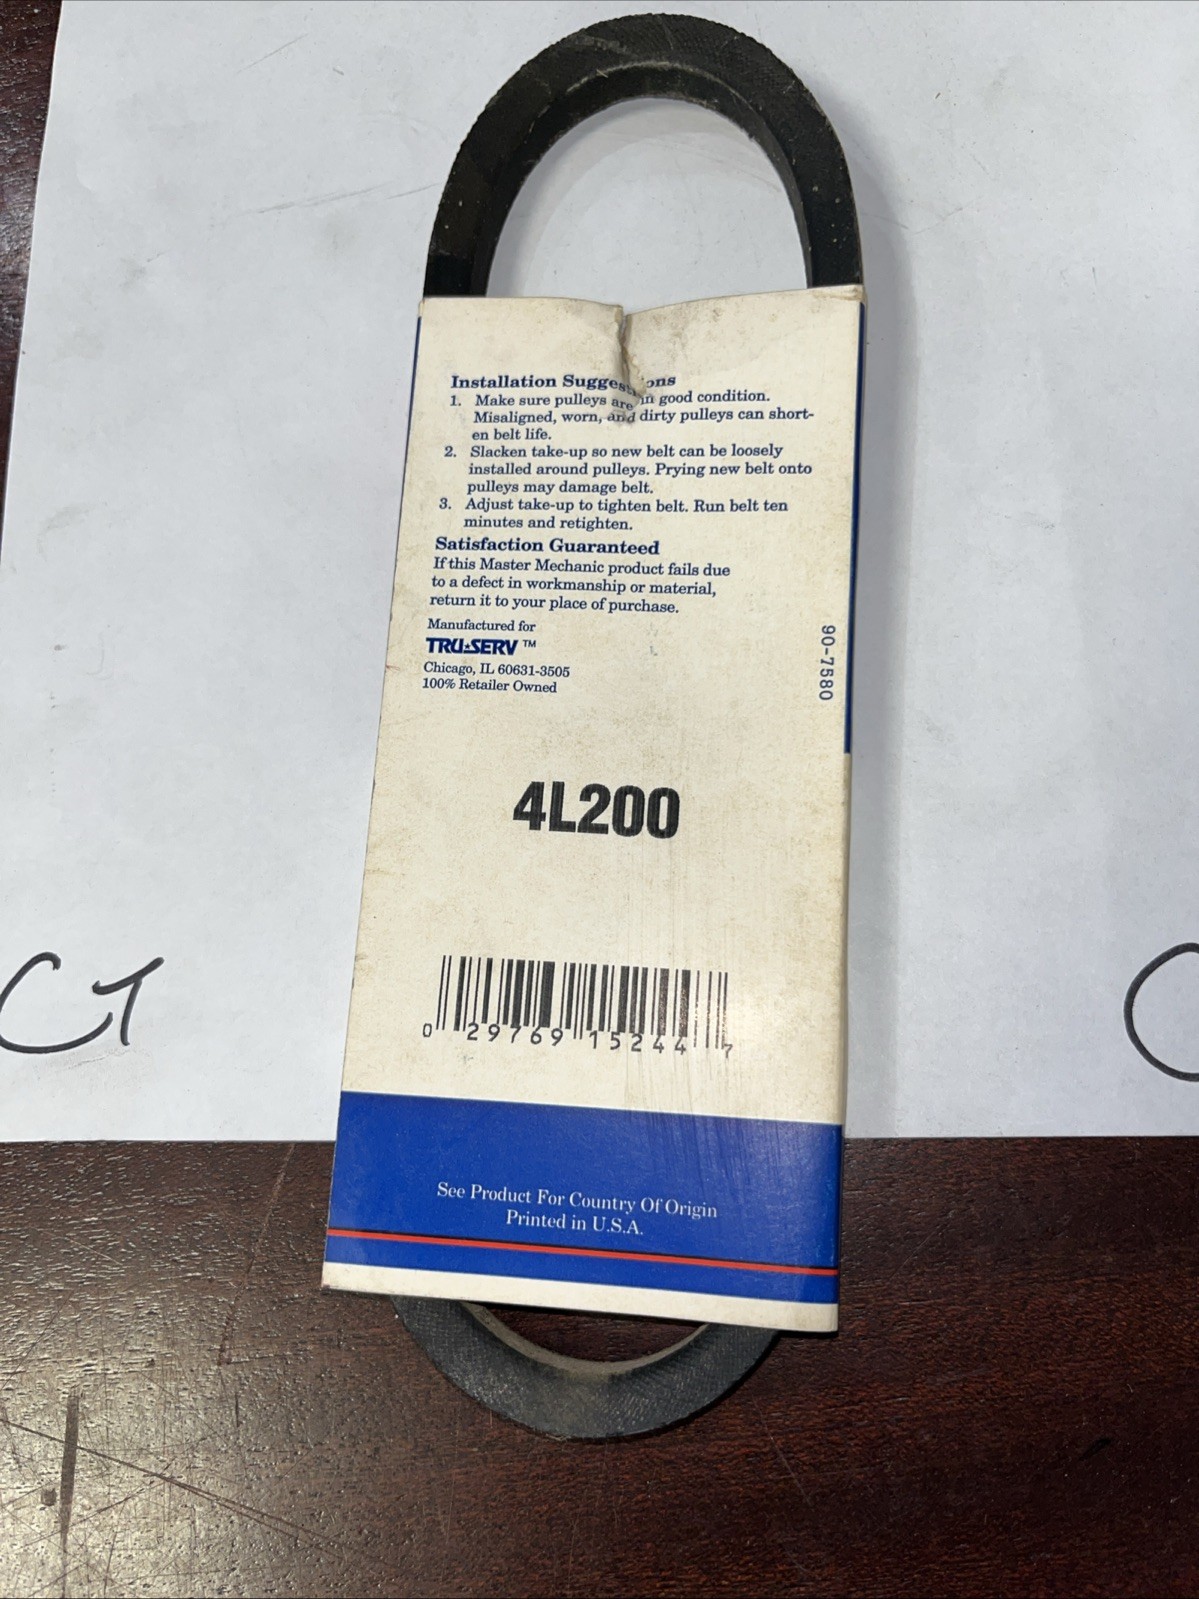 Installation Suggestions
1. Make sure pulleys are in good condition.
Misaligned, worn, and dirty pulleys can short-
en belt life.
2. Slacken take-up so new belt can be loosely
installed around pulleys. Prying new belt onto
pulleys may damage belt.
3. Adjust take-up to tighten belt. Run belt ten
minutes and retighten.
Satisfaction Guaranteed
If this Master Mechanic product fails due
to a defect in workmanship or material,
return it to your place of purchase.
Manufactured for
TRU★SERV ™
Chicago, IL 60631-3505
100% Retailer Owned
90-7580
4L200
0 29769 15244 7
See Product For Country Of Origin
Printed in U.S.A.
CT